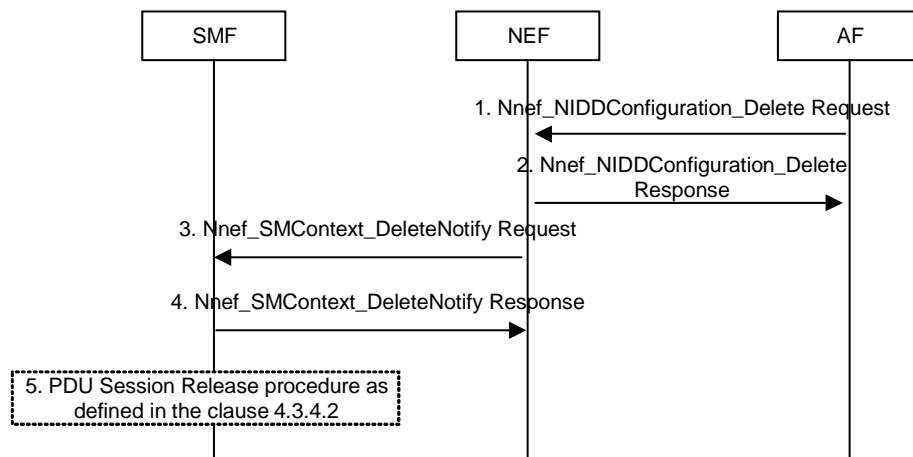 SMF
NEF
AF
1. Nnef_NIDDConfiguration_Delete Request
2. Nnef_NIDDConfiguration_Delete
Response
3. Nnef_SMContext_DeleteNotify Request
4. Nnef_SMContext_DeleteNotify Response
5. PDU Session Release procedure as
defined in the clause 4.3.4.2